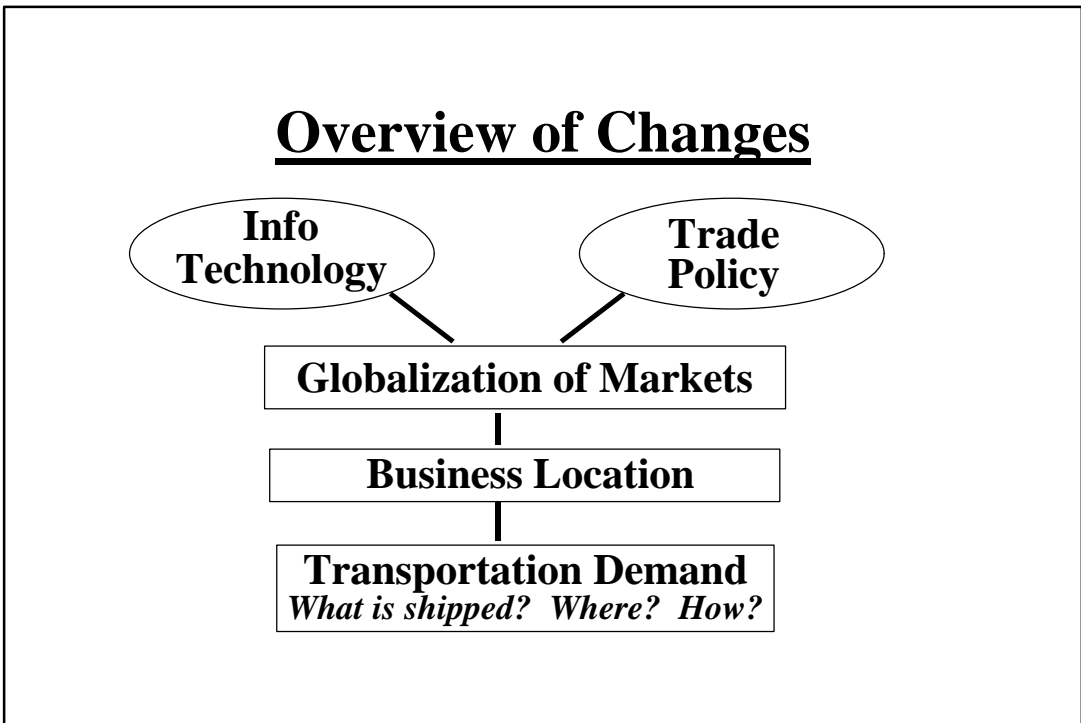 Overview of Changes
Info
Technology
Trade
Policy
Globalization of Markets
Business Location
Transportation Demand
What is shipped?  Where?  How?